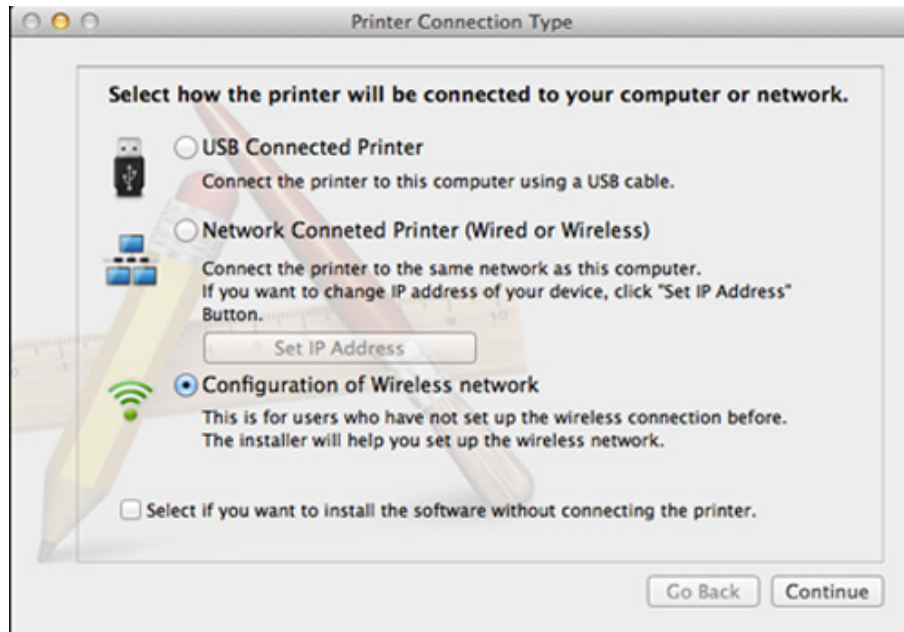 Printer Connection Type
Select how the printer will be connected to your computer or network.
USB Connected Printer
Connect the printer to this computer using a USB cable.
Network Conneted Printer (Wired or Wireless)
Connect the printer to the same network as this computer.
If you want to change IP address of your device, click "Set IP Address"
Button.
Set IP Address
Configuration of Wireless network
This is for users who have not set up the wireless connection before.
The installer will help you set up the wireless network.
Select if you want to install the software without connecting the printer.
Go Back Continue